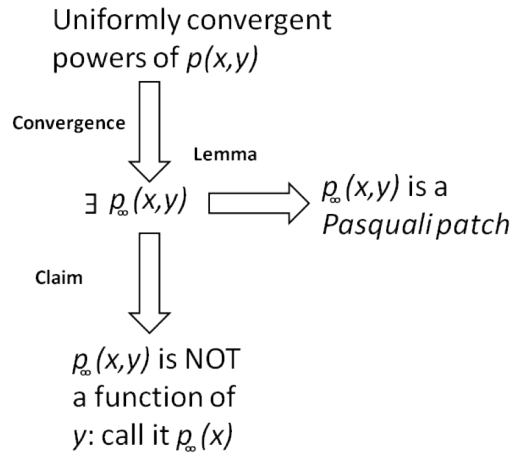 Uniformly convergent
powers of p(x,y)
Convergence
Lemma
∃ p∞(x,y)
p∞(x,y) is a
Pasquali patch
Claim
p∞(x,y) is NOT
a function of
y: call it p∞(x)